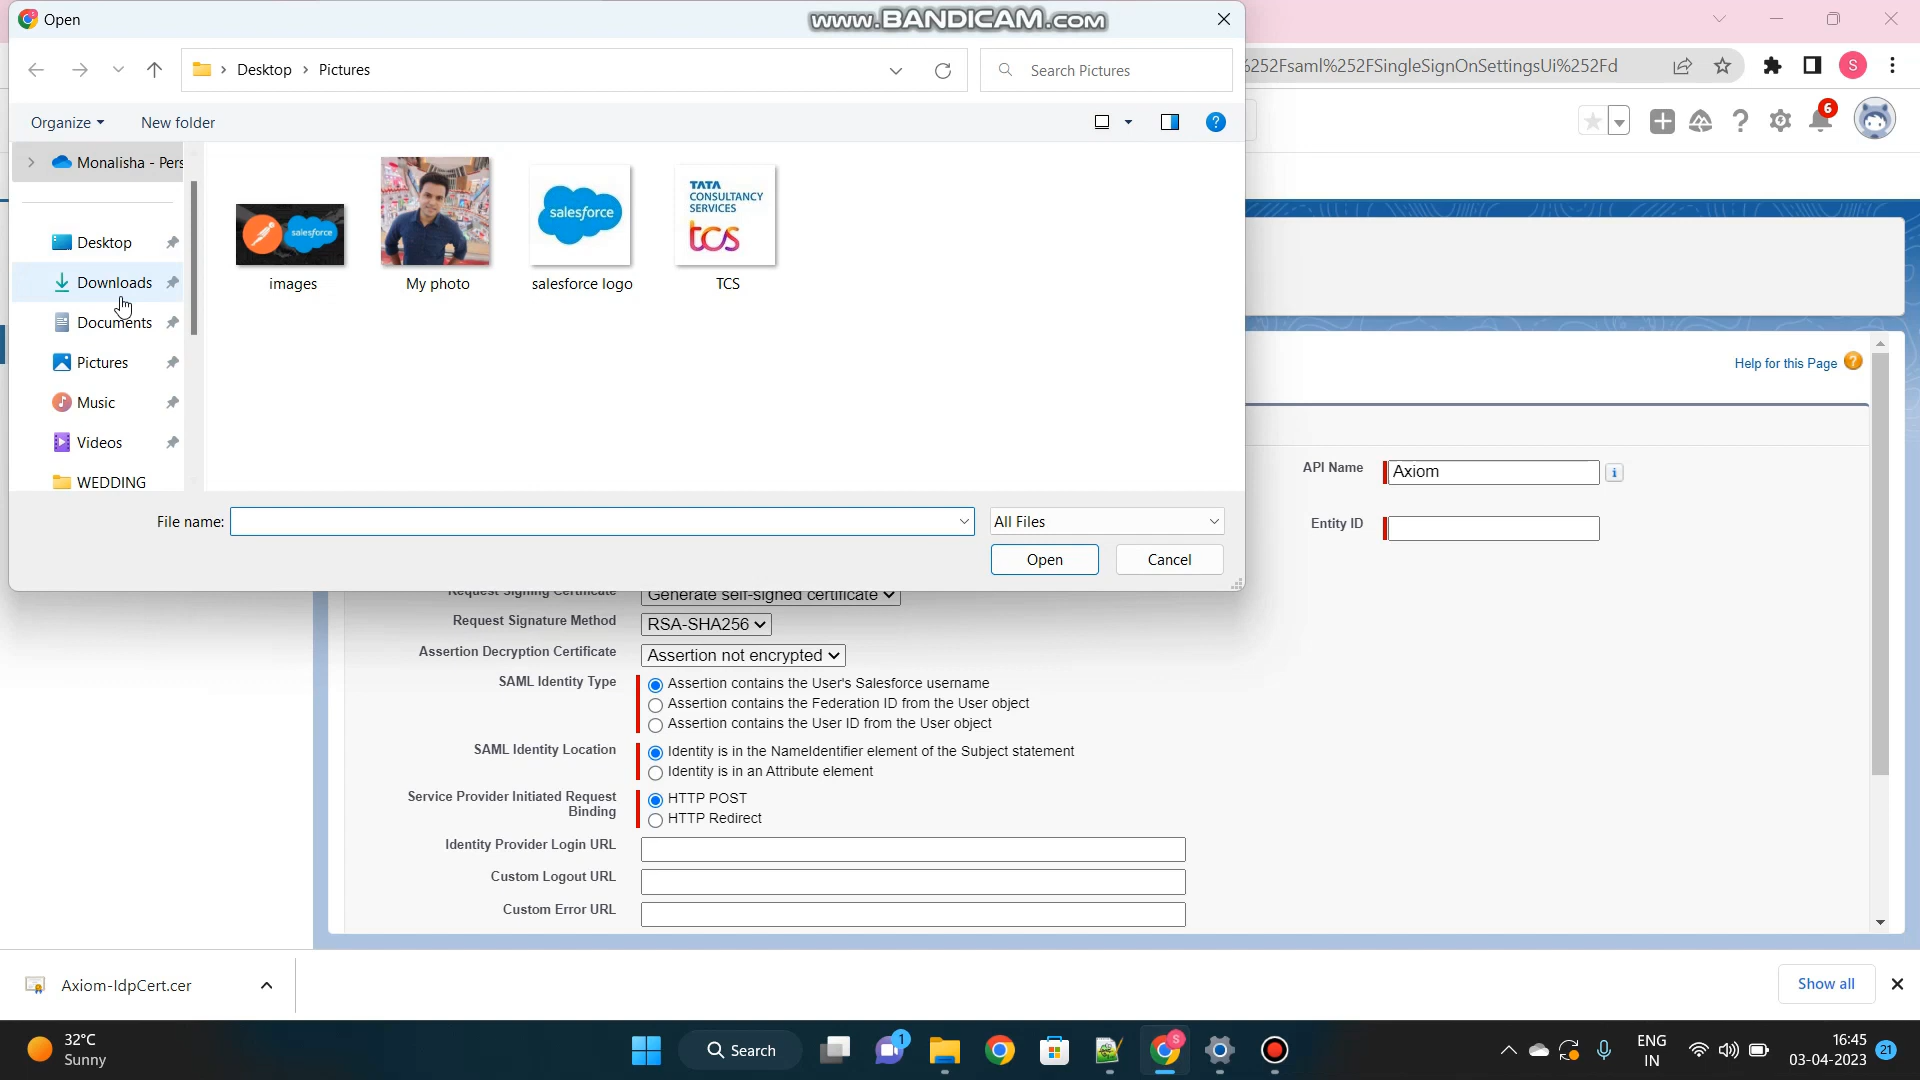 Open
www.BANDICAM.com
Desktop
Pictures
Search Pictures
%252Fsaml%252FSingleSignOnSettingsUi%252Fd
S
Organize
New folder
6
Monalisha - Pers
Desktop
Downloads
Documents
Pictures
Music
Videos
WEDDING
salesforce
images
My photo
salesforce
salesforce logo
TATA
CONSULTANCY
SERVICES
tcs
TCS
Help for this Page
API Name
Axiom
Entity ID
File name:
All Files
Open
Cancel
Request Signing Certificate
Generate self-signed certificate
Request Signature Method
RSA-SHA256
Assertion Decryption Certificate
Assertion not encrypted
SAML Identity Type
Assertion contains the User's Salesforce username
Assertion contains the Federation ID from the User object
Assertion contains the User ID from the User object
SAML Identity Location
Identity is in the NameIdentifier element of the Subject statement
Identity is in an Attribute element
Service Provider Initiated Request
Binding
HTTP POST
HTTP Redirect
Identity Provider Login URL
Custom Logout URL
Custom Error URL
Axiom-IdpCert.cer
Show all
32°C
Sunny
Search
1
S
ENG
IN
16:45
03-04-2023
21